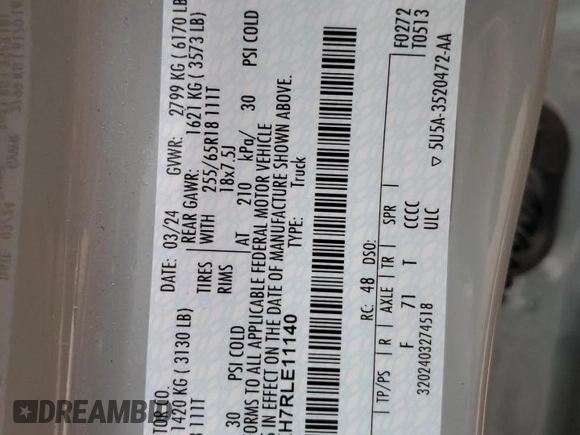 TOR CO.
DATE: 03/24 GVWR: 2799 KG ( 6170 LB
1420 KG ( 3130 LB) REAR GAWR: 1621 KG ( 3573 LB)
111T TIRES WITH 255/65R18 111T
RIMS 18x7.5J
30 PSI COLD AT 210 kPa/ 30 PSI COLD
ORMS TO ALL APPLICABLE FEDERAL MOTOR VEHICLE
IN EFFECT ON THE DATE OF MANUFACTURE SHOWN ABOVE.
H7RLE11140 TYPE: Truck
F0272
T0513
RC: 48 DSO:
TP/PS R AXLE TR SPR
F 71 T CCCC
3202403274518 ULC
▽ 5U5A-3520472-AA
DREAMBID